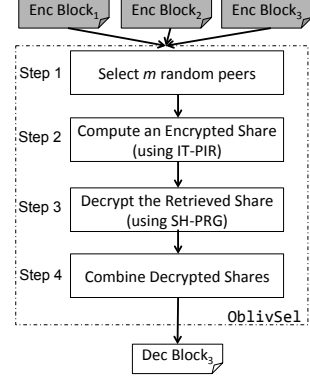 Enc Block1 Enc Block2 Enc Block3
Step 1
Select m random peers
Step 2
Compute an Encrypted Share
(using IT-PIR)
Step 3
Decrypt the Retrieved Share
(using SH-PRG)
Step 4
Combine Decrypted Shares
OblivSel
Dec Block3